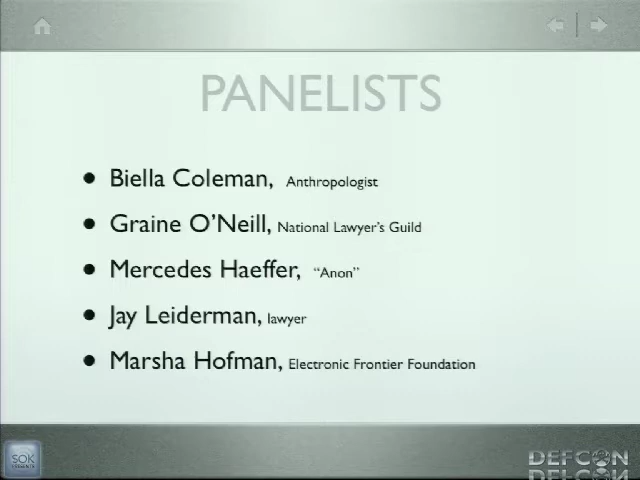 PANELISTS
• Biella Coleman, Anthropologist
• Graine O'Neill, National Lawyer's Guild
• Mercedes Haeffer, "Anon"
• Jay Leiderman, lawyer
• Marsha Hofman, Electronic Frontier Foundation
SOK
DEFCON